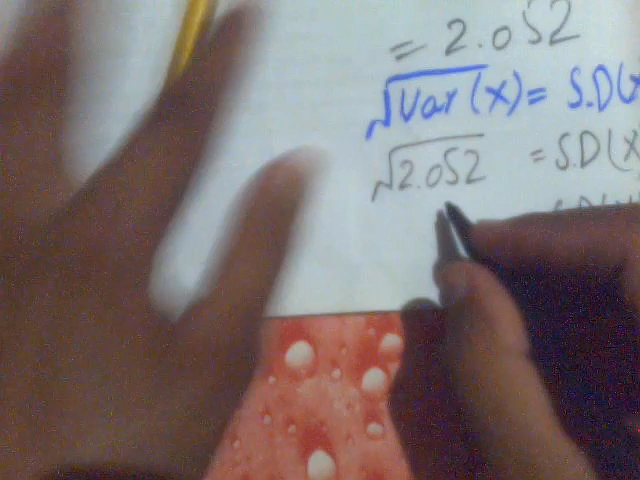 = 2.052
√Var(X) = S.D(X
√2.052 = S.D(X